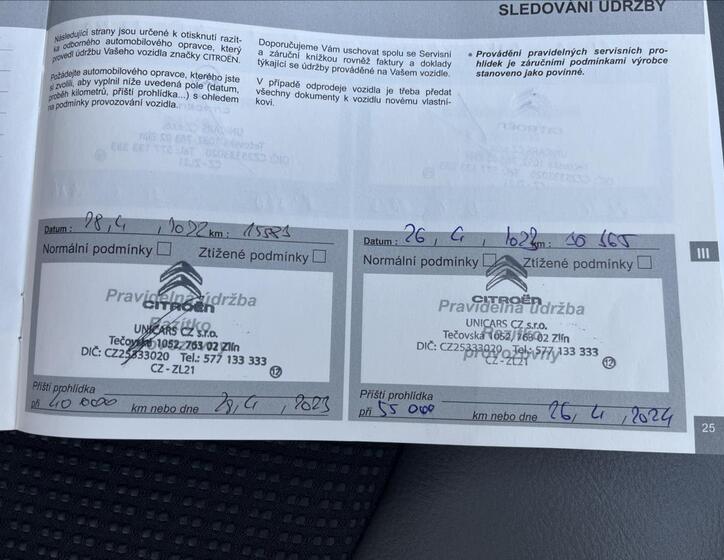 SLEDOVÁNÍ ÚDRŽBY
Následující strany jsou určené k otisknutí razít-
ka odborného automobilového opravce, který
provedl údržbu Vašeho vozidla značky CITROËN.
Požádejte automobilového opravce, kterého jste
si zvolili, aby vyplnil níže uvedená pole (datum,
průběh kilometrů, příští prohlídka...) s ohledem
na podmínky provozování vozidla.
Doporučujeme Vám uschovat spolu se Servisní
a záruční knížkou rovněž faktury a doklady
týkající se údržby prováděné na Vašem vozidle.
V případě odprodeje vozidla je třeba předat
všechny dokumenty k vozidlu novému vlastní-
kovi.
• Provádění pravidelných servisních pro-
hlídek je záručními podmínkami výrobce
stanoveno jako povinné.
Datum: 28, 4, 2022 km:
Normální podmínky Ztížené podmínky
Pravidelná údržba
CITROËN
Razítko
UNICARS CZ s.r.o.
Tečovská 1052, 763 02 Zlín
DIČ: CZ25333020 Tel.: 577 133 333
CZ - ZL21
12
Příští prohlídka
při 40 000 km nebo dne 28, 4, 2023
Datum: 26, 4, km:
Normální podmínky Ztížené podmínky
Pravidelná údržba
CITROËN
UNICARS CZ s.r.o.
Tečovská 1052, 763 02 Zlín
DIČ: CZ25333020 Tel.: 577 133 333
provozovny
CZ - ZL21
12
Příští prohlídka
při 55 000 km nebo dne 26, 4, 2024
III
25